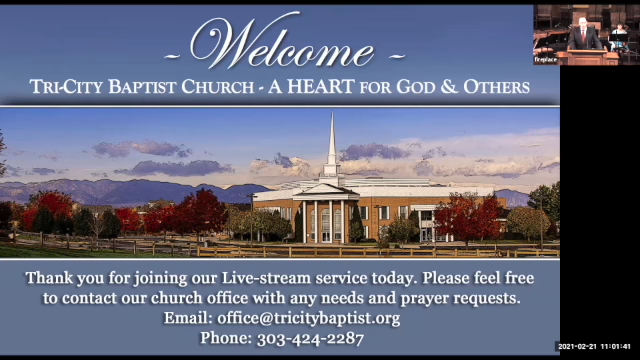 ~ Welcome ~
TRI-CITY BAPTIST CHURCH - A HEART FOR GOD & OTHERS
fireplace
Thank you for joining our Live-stream service today. Please feel free
to contact our church office with any needs and prayer requests.
Email: office@tricitybaptist.org
Phone: 303-424-2287
2021-02-21 11:01:41